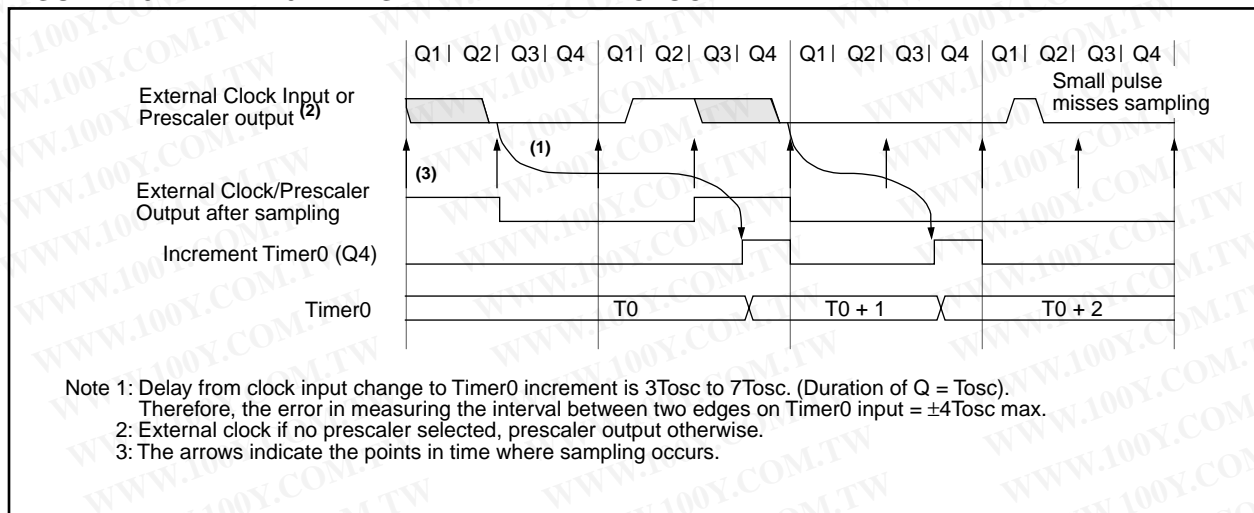 Q1| Q2| Q3| Q4 Q1| Q2| Q3| Q4 Q1| Q2| Q3| Q4 Q1| Q2| Q3| Q4
Small pulse
misses sampling
External Clock Input or
Prescaler output (2)
(1)
(3)
External Clock/Prescaler
Output after sampling
Increment Timer0 (Q4)
Timer0 T0 T0 + 1 T0 + 2
Note 1: Delay from clock input change to Timer0 increment is 3Tosc to 7Tosc. (Duration of Q = Tosc).
Therefore, the error in measuring the interval between two edges on Timer0 input = ±4Tosc max.
2: External clock if no prescaler selected, prescaler output otherwise.
3: The arrows indicate the points in time where sampling occurs.
WWW.100Y.COM.TW